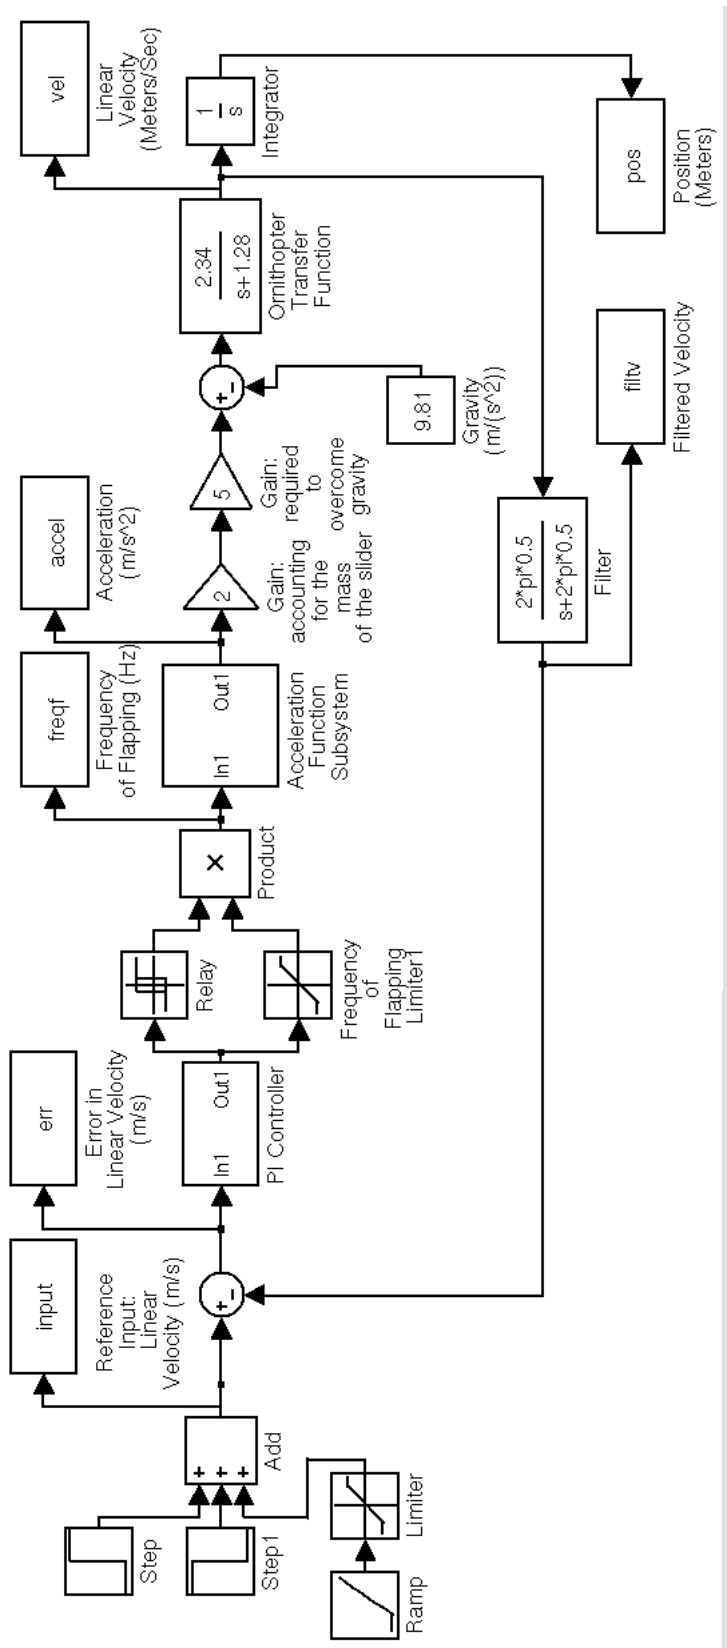 Step
Step1
Ramp
Limiter
+
+
+
Add
input
Reference
Input:
Linear
Velocity (m/s)
+
-
err
Error in
Linear Velocity
(m/s)
In1
Out1
PI Controller
Relay
Frequency
of
Flapping
Limiter1
×
Product
freqf
Frequency
of Flapping (Hz)
In1
Out1
Acceleration
Function
Subsystem
accel
Acceleration
(m/s^2)
2
Gain:
accounting
for the
mass
of the slider
5
Gain:
required
to
overcome
gravity
+
-
9.81
Gravity
(m/(s^2))
2.34
s+1.28
Ornithopter
Transfer
Function
vel
Linear
Velocity
(Meters/Sec)
1
s
Integrator
pos
Position
(Meters)
2*pi*0.5
s+2*pi*0.5
Filter
filtv
Filtered Velocity